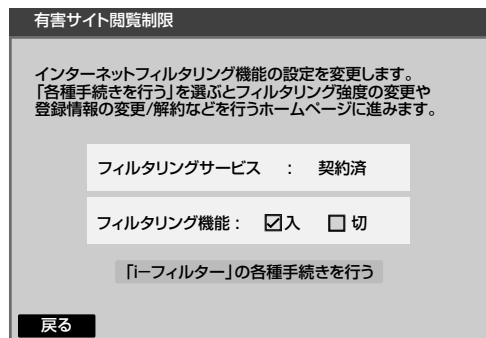 有害サイト閲覧制限
インターネットフィルタリング機能の設定を変更します。
「各種手続きを行う」を選ぶとフィルタリング強度の変更や
登録情報の変更/解約などを行うホームページに進みます。
フィルタリングサービス : 契約済
フィルタリング機能: 入 切
「i−フィルター」の各種手続きを行う
戻る